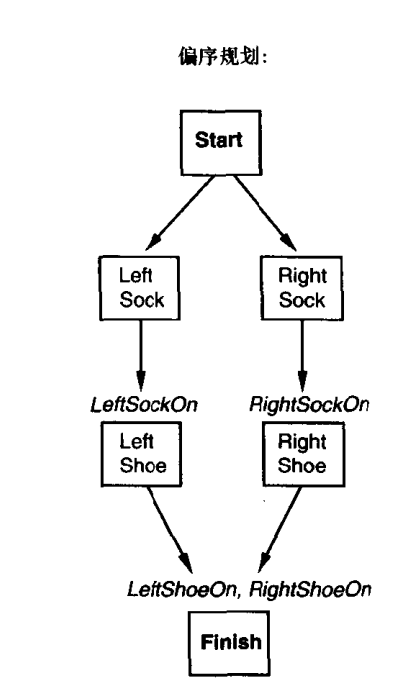 偏序规划:
Start
Left Right
Sock Sock
LeftSockOn RightSockOn
Left Right
Shoe Shoe
LeftShoeOn, RightShoeOn
Finish